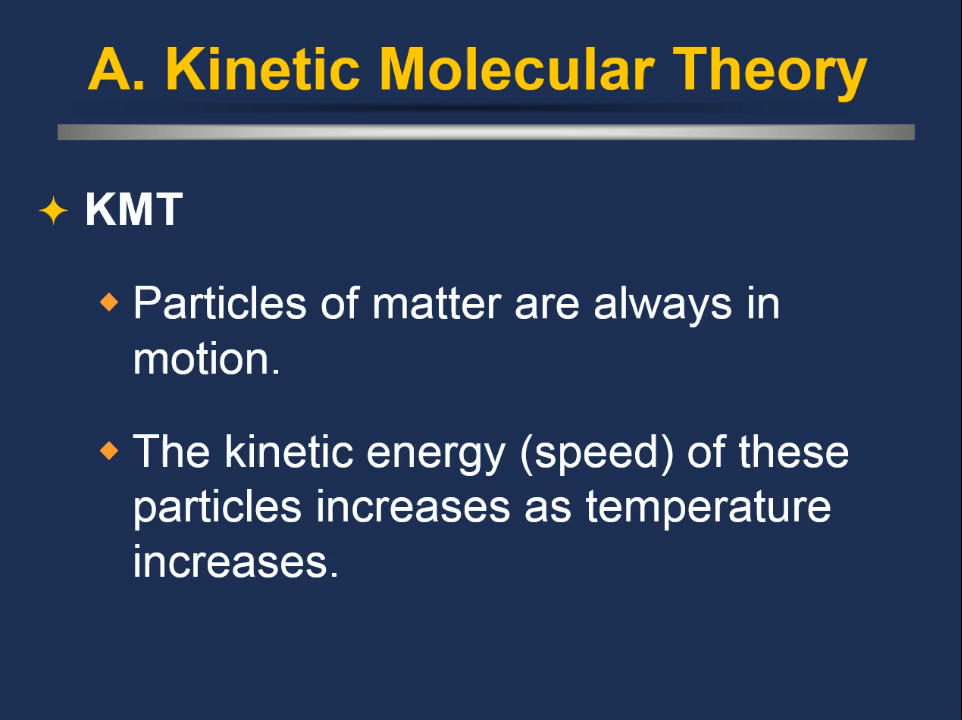 A. Kinetic Molecular Theory
KMT
Particles of matter are always in
motion.
The kinetic energy (speed) of these
particles increases as temperature
increases.